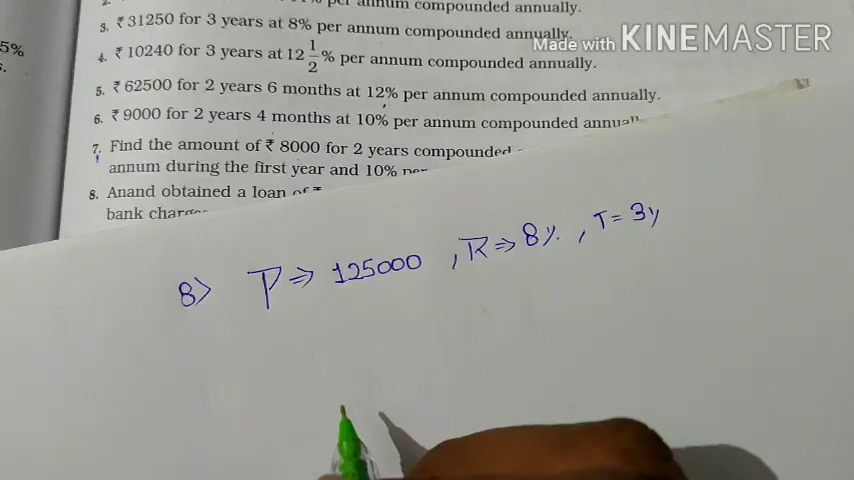 per annum compounded annually.
3. ₹ 31250 for 3 years at 8% per annum compounded annually.
Made with KINEMASTER
5%
4. ₹ 10240 for 3 years at 12 1/2 % per annum compounded annually.
5. ₹ 62500 for 2 years 6 months at 12% per annum compounded annually.
6. ₹ 9000 for 2 years 4 months at 10% per annum compounded
7. Find the amount of ₹ 8000 for 2 years compounded
annum during the first year and 10%
8. Anand obtained a loan of ₹
bank
8> P ⇒ 125000 , R ⇒ 8% , T = 3y